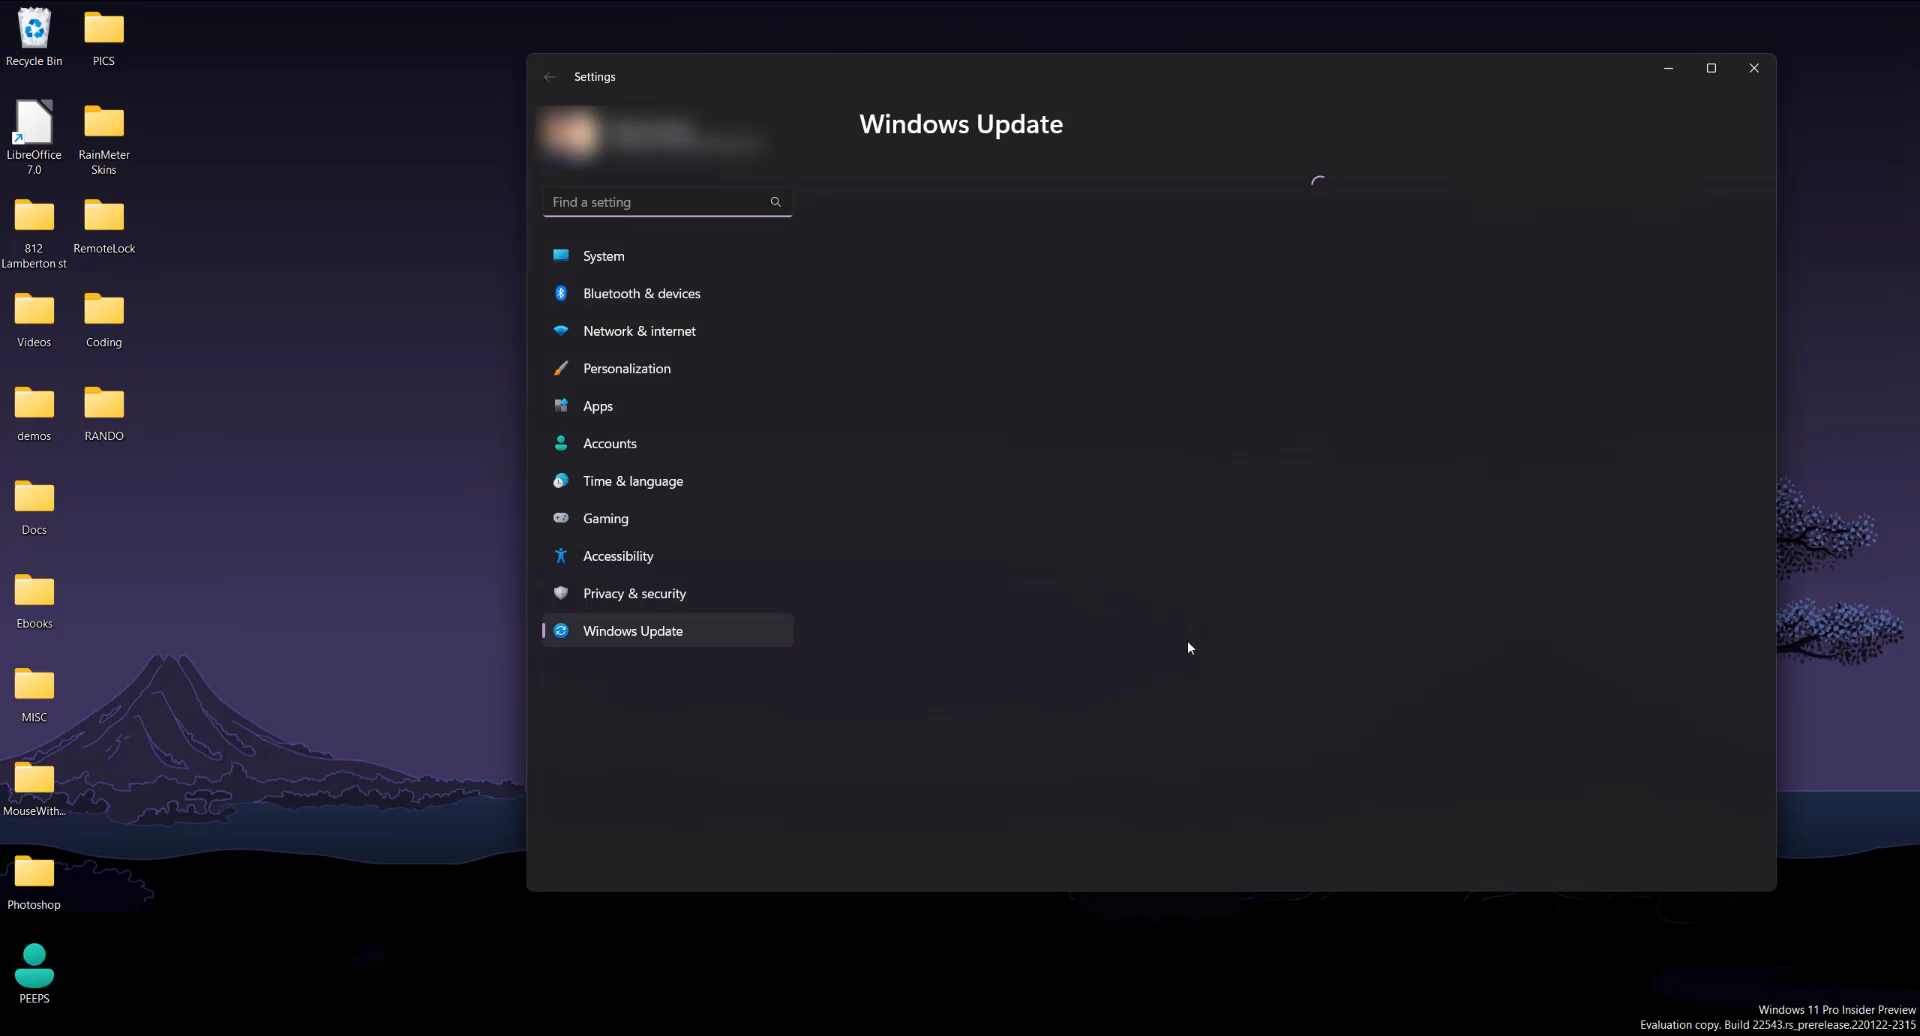 Recycle Bin
PICS
LibreOffice
7.0
RainMeter
Skins
812
Lamberton st
RemoteLock
Videos
Coding
demos
RANDO
Docs
Ebooks
MISC
MouseWith...
Photoshop
PEEPS
Settings
Windows Update
Find a setting
System
Bluetooth & devices
Network & internet
Personalization
Apps
Accounts
Time & language
Gaming
Accessibility
Privacy & security
Windows Update
Windows 11 Pro Insider Preview
Evaluation copy. Build 22543.rs_prerelease.220122-2315